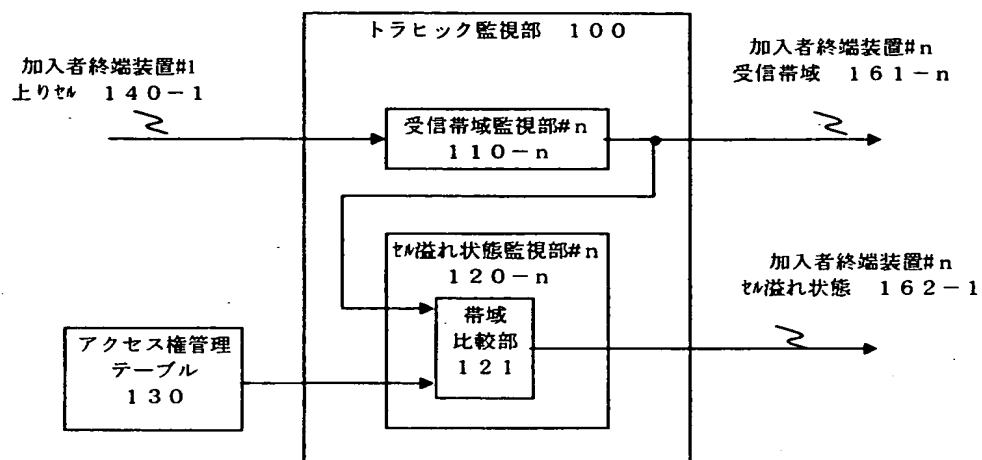 トラヒック監視部 １００
加入者終端装置#1
上りｾﾙ １４０－１
受信帯域監視部#n
１１０－n
加入者終端装置#n
受信帯域 １６１－n
ｾﾙ溢れ状態監視部#n
１２０－n
帯域
比較部
１２１
加入者終端装置#n
ｾﾙ溢れ状態 １６２－１
アクセス権管理
テーブル
１３０